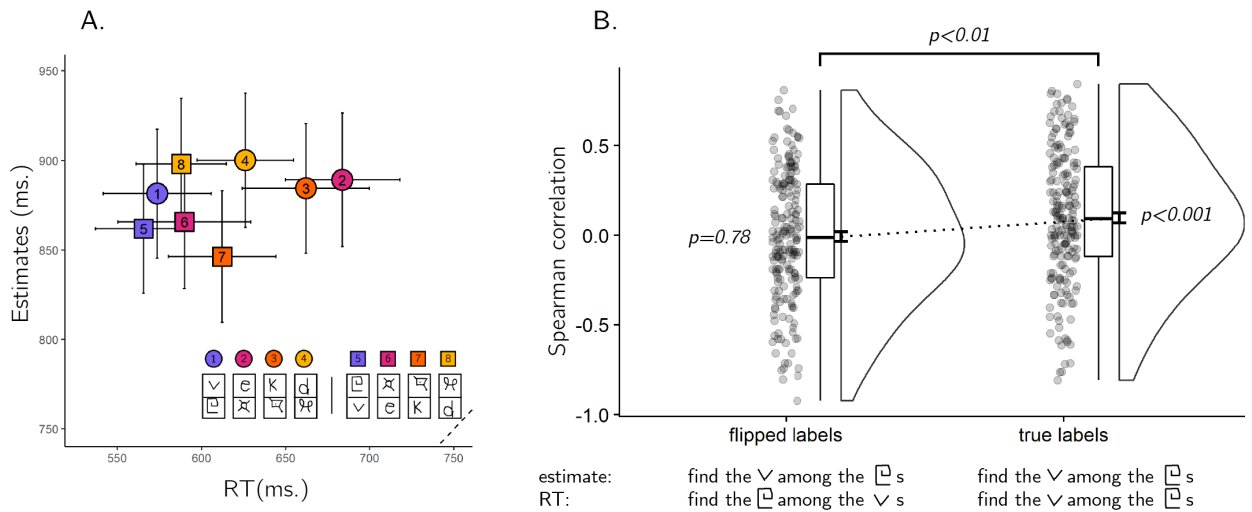 A.
950
900
850
800
750
Estimates (ms.)
1
2
3
4
5
6
7
8
1 2 3 4 5 6 7 8
v e k d
v e k d
550 600 650 700 750
RT(ms.)
B.
p<0.01
0.5
0.0
-0.5
-1.0
Spearman correlation
p=0.78
p<0.001
flipped labels true labels
estimate: find the v among the s find the v among the s
RT: find the among the v s find the v among the s